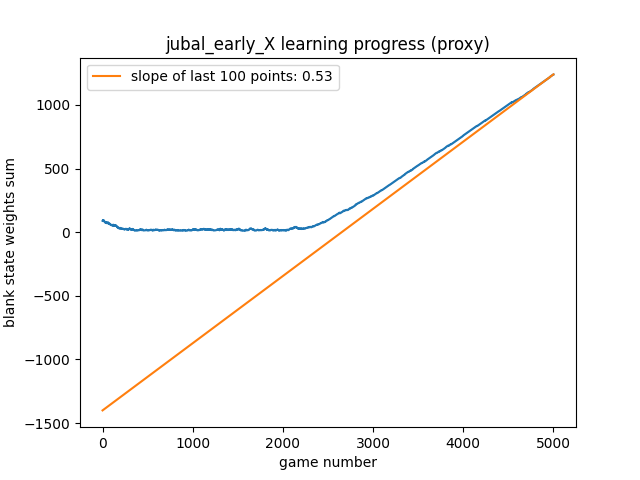 jubal_early_X learning progress (proxy)
slope of last 100 points: 0.53
blank state weights sum
1000
500
0
−500
−1000
−1500
0 1000 2000 3000 4000 5000
game number